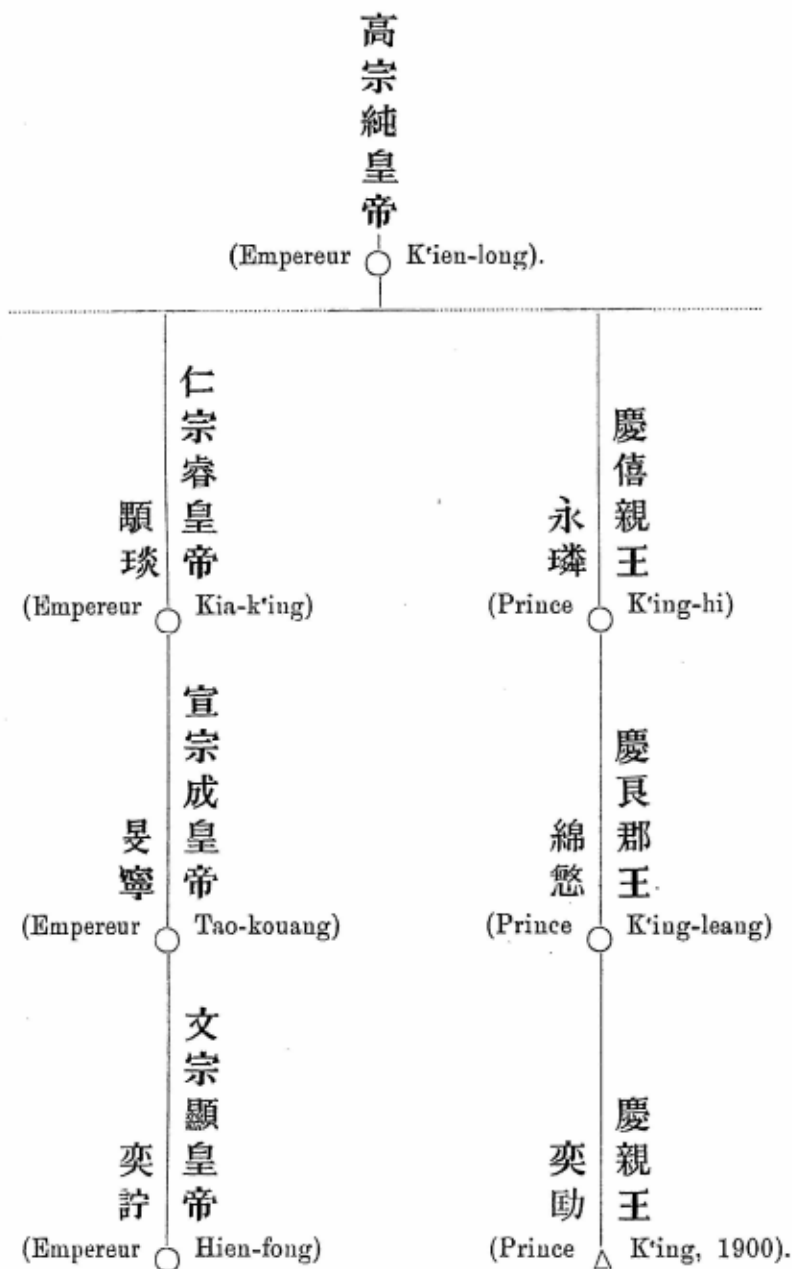 高宗純皇帝
(Empereur K‘ien-long).
仁宗睿皇帝
顒琰
(Empereur Kia-k‘ing)
慶僖親王
永璘
(Prince K‘ing-hi)
宣宗成皇帝
旻寧
(Empereur Tao-kouang)
慶良郡王
綿慜
(Prince K‘ing-leang)
文宗顯皇帝
奕詝
(Empereur Hien-fong)
慶親王
奕劻
(Prince K‘ing, 1900).